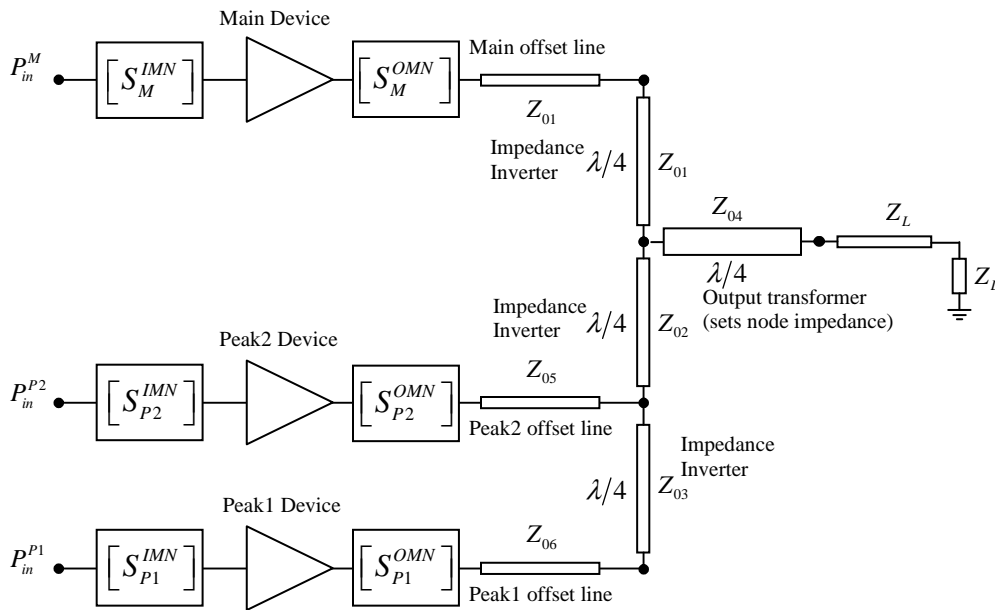 Main Device
Main offset line
P_in^M
[S_M^IMN]
[S_M^OMN]
Z_01
Impedance
Inverter
λ/4
Z_01
Z_04
Z_L
λ/4
Output transformer
(sets node impedance)
Z_L
Impedance
Inverter
λ/4
Z_02
Peak2 Device
P_in^P2
[S_P2^IMN]
[S_P2^OMN]
Z_05
Peak2 offset line
Impedance
Inverter
λ/4
Z_03
Peak1 Device
P_in^P1
[S_P1^IMN]
[S_P1^OMN]
Z_06
Peak1 offset line